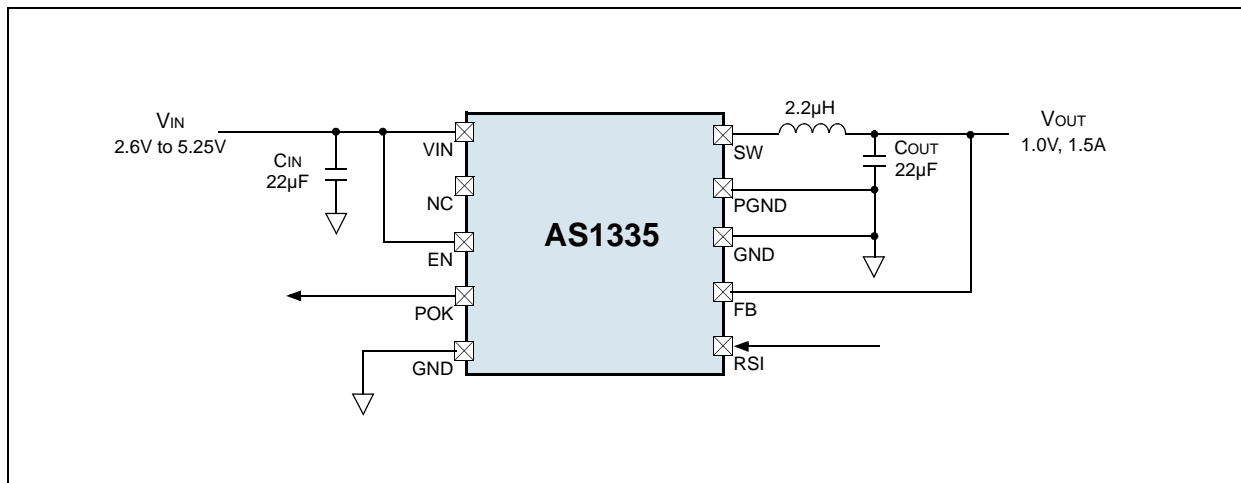 VIN
2.6V to 5.25V
CIN
22µF
VIN
NC
EN
POK
GND
AS1335
2.2µH
SW
PGND
GND
FB
RSI
COUT
22µF
VOUT
1.0V, 1.5A